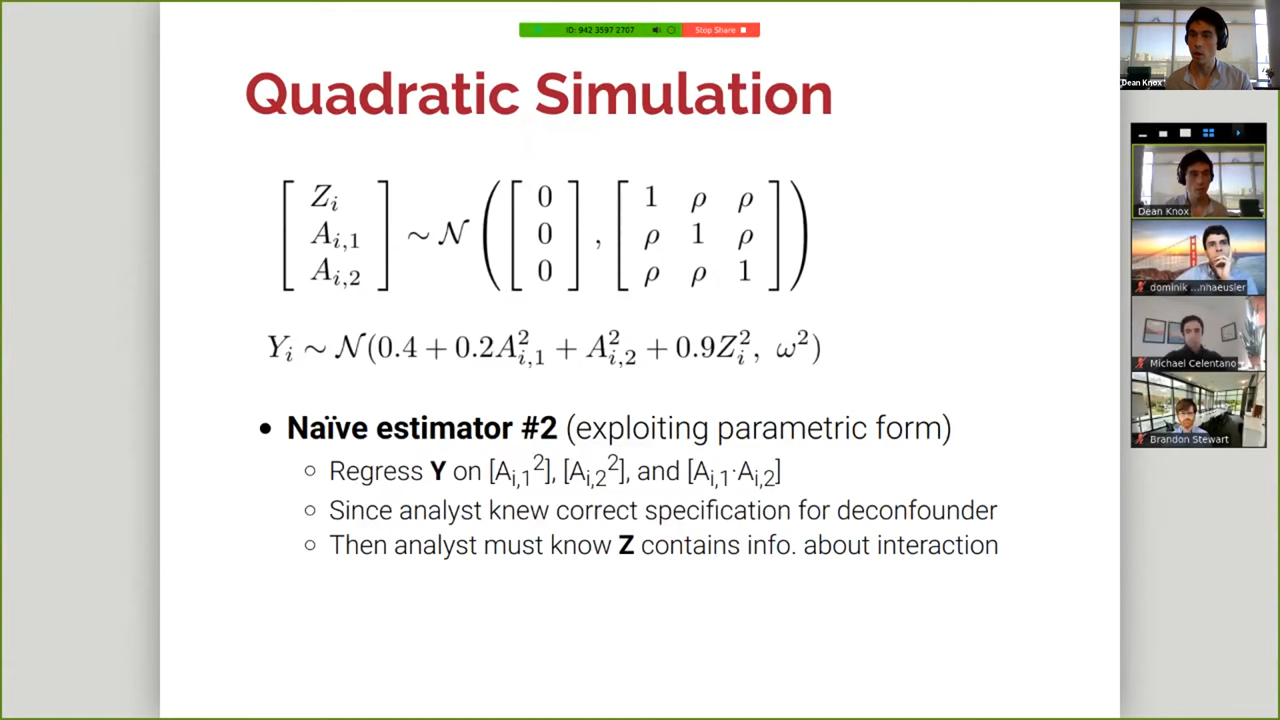 ID: 942 3597 2707 Stop Share
Quadratic Simulation
[ Z_i A_{i,1} A_{i,2} ] ∼ 𝒩 ( [ 0 0 0 ] , [ 1 ρ ρ ρ 1 ρ ρ ρ 1 ] )
Y_i ∼ 𝒩(0.4 + 0.2A_{i,1}^2 + A_{i,2}^2 + 0.9Z_i^2, ω^2)
• Naïve estimator #2 (exploiting parametric form)
○ Regress Y on [A_{i,1}^2], [A_{i,2}^2], and [A_{i,1}·A_{i,2}]
○ Since analyst knew correct specification for deconfounder
○ Then analyst must know Z contains info. about interaction
Dean Knox
Dean Knox
dominik ...nhaeusler
Michael Celentano
Brandon Stewart